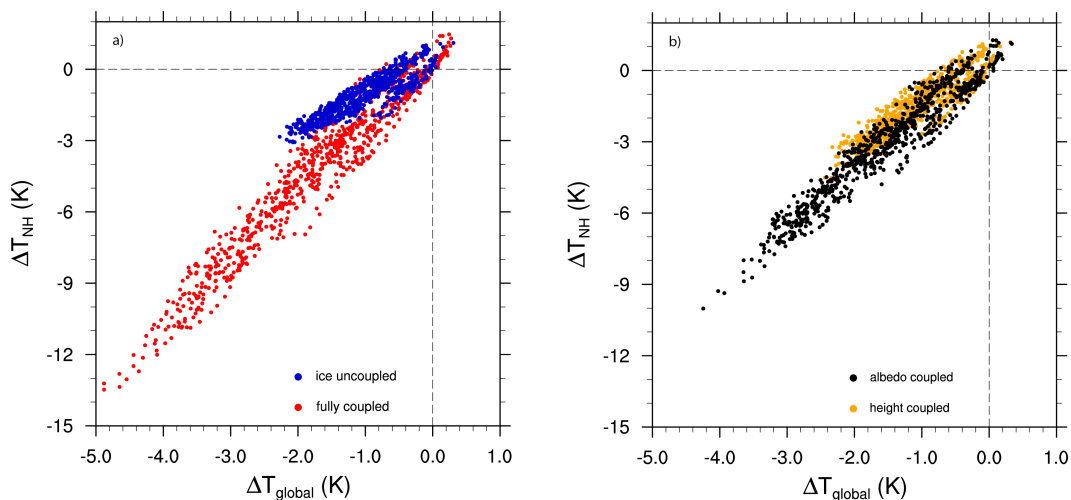 a)
0
-3
-6
-9
-12
-15
ΔT_NH (K)
ice uncoupled
fully coupled
-5.0 -4.0 -3.0 -2.0 -1.0 0.0 1.0
ΔT_global (K)
b)
0
-3
-6
-9
-12
-15
ΔT_NH (K)
albedo coupled
height coupled
-5.0 -4.0 -3.0 -2.0 -1.0 0.0 1.0
ΔT_global (K)